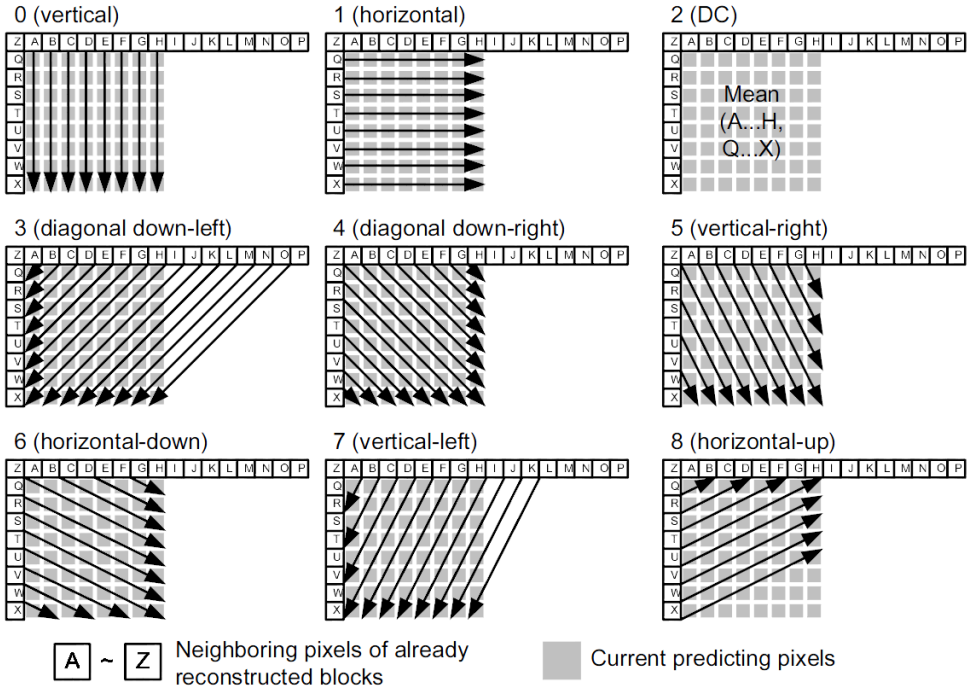 0 (vertical)
Z A B C D E F G H I J K L M N O P
Q
R
S
T
U
V
W
X
1 (horizontal)
Z A B C D E F G H I J K L M N O P
Q
R
S
T
U
V
W
X
2 (DC)
Z A B C D E F G H I J K L M N O P
Q
R
S
T
U
V
W
X
Mean
(A...H,
Q...X)
3 (diagonal down-left)
Z A B C D E F G H I J K L M N O P
Q
R
S
T
U
V
W
X
4 (diagonal down-right)
Z A B C D E F G H I J K L M N O P
Q
R
S
T
U
V
W
X
5 (vertical-right)
Z A B C D E F G H I J K L M N O P
Q
R
S
T
U
V
W
X
6 (horizontal-down)
Z A B C D E F G H I J K L M N O P
Q
R
S
T
U
V
W
X
7 (vertical-left)
Z A B C D E F G H I J K L M N O P
Q
R
S
T
U
V
W
X
8 (horizontal-up)
Z A B C D E F G H I J K L M N O P
Q
R
S
T
U
V
W
X
A ~ Z
Neighboring pixels of already
reconstructed blocks
Current predicting pixels